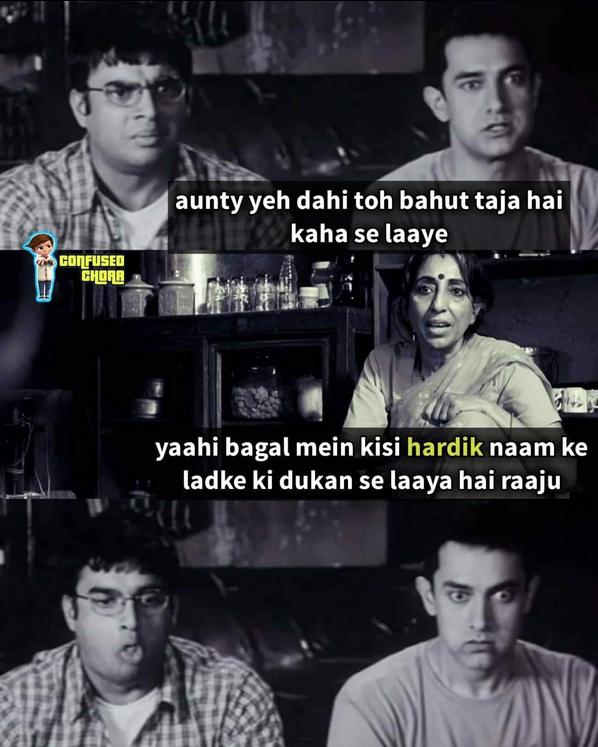 aunty yeh dahi toh bahut taja hai
kaha se laaye
CONFUSED
CHORA
yaahi bagal mein kisi hardik naam ke
ladke ki dukan se laaya hai raaju